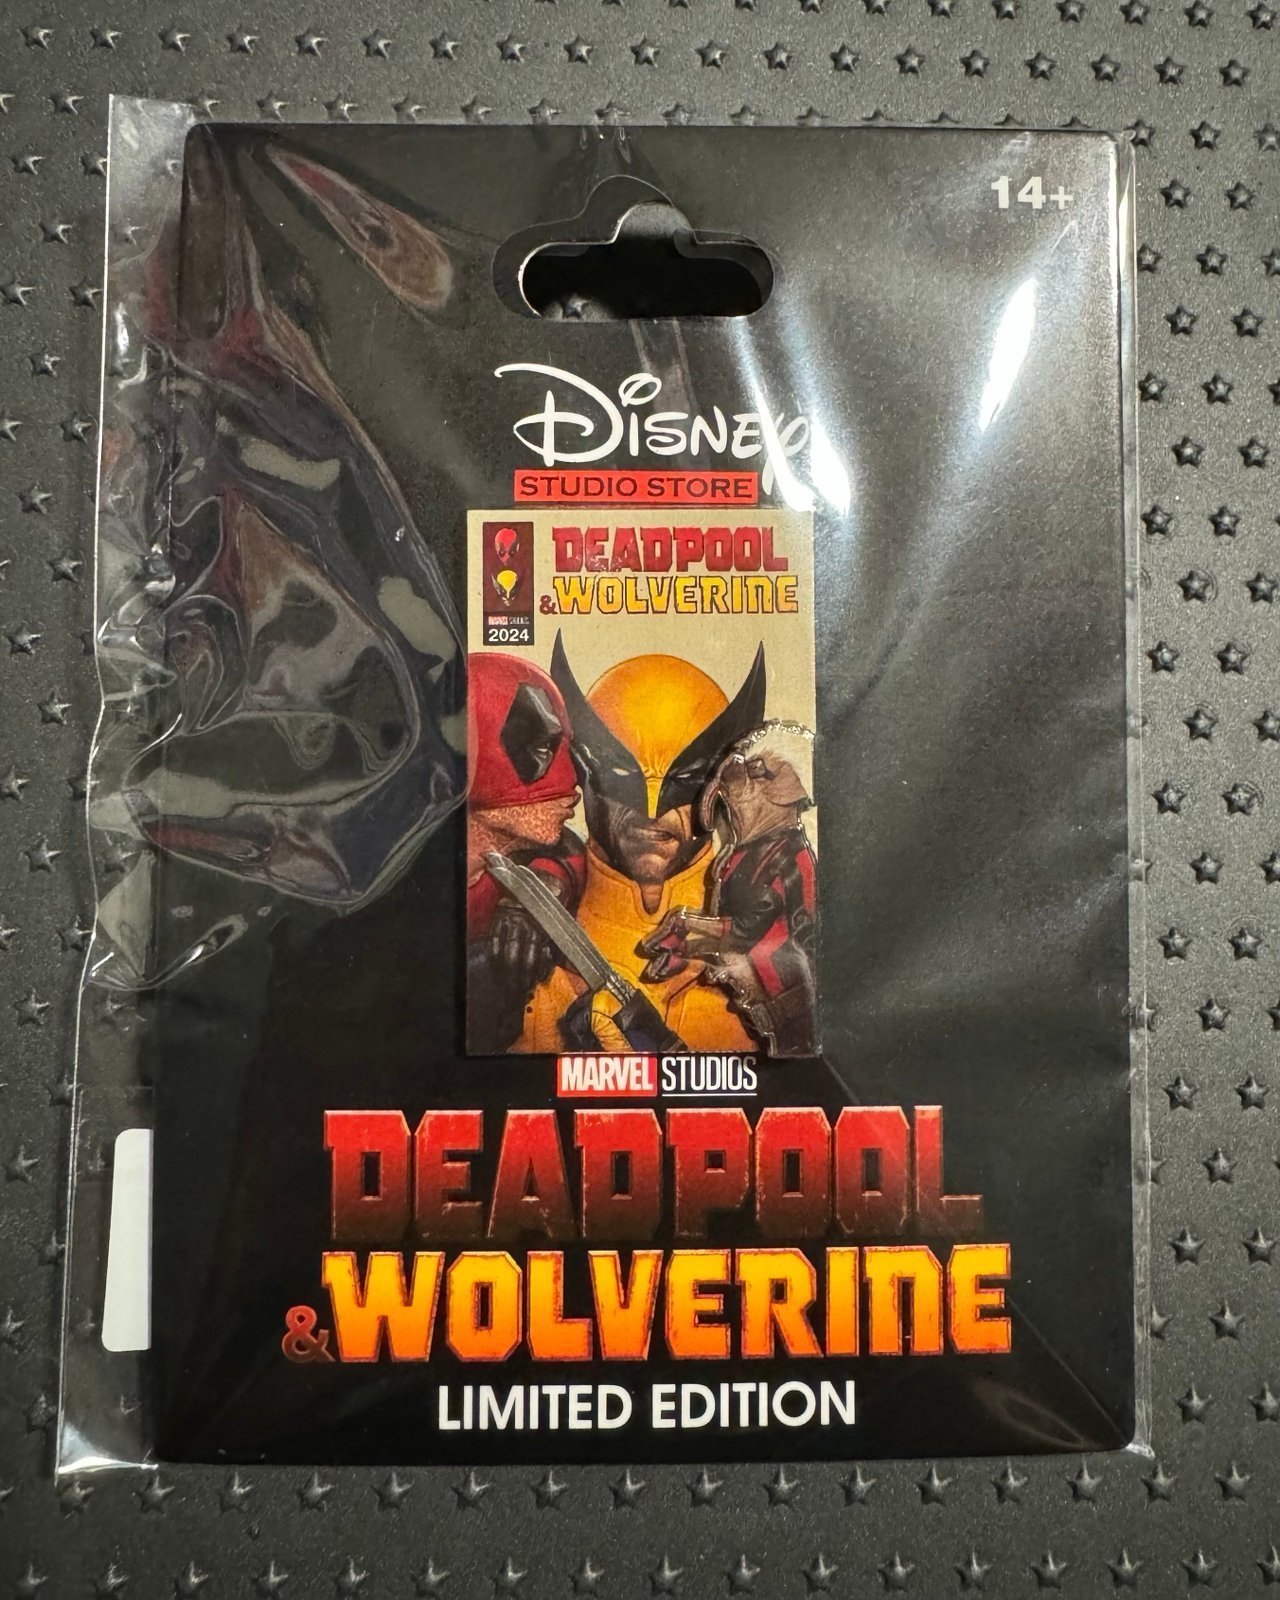 14+
Disney
STUDIO STORE
DEADPOOL
& WOLVERINE
2024
MARVEL STUDIOS
DEADPOOL
& WOLVERINE
LIMITED EDITION